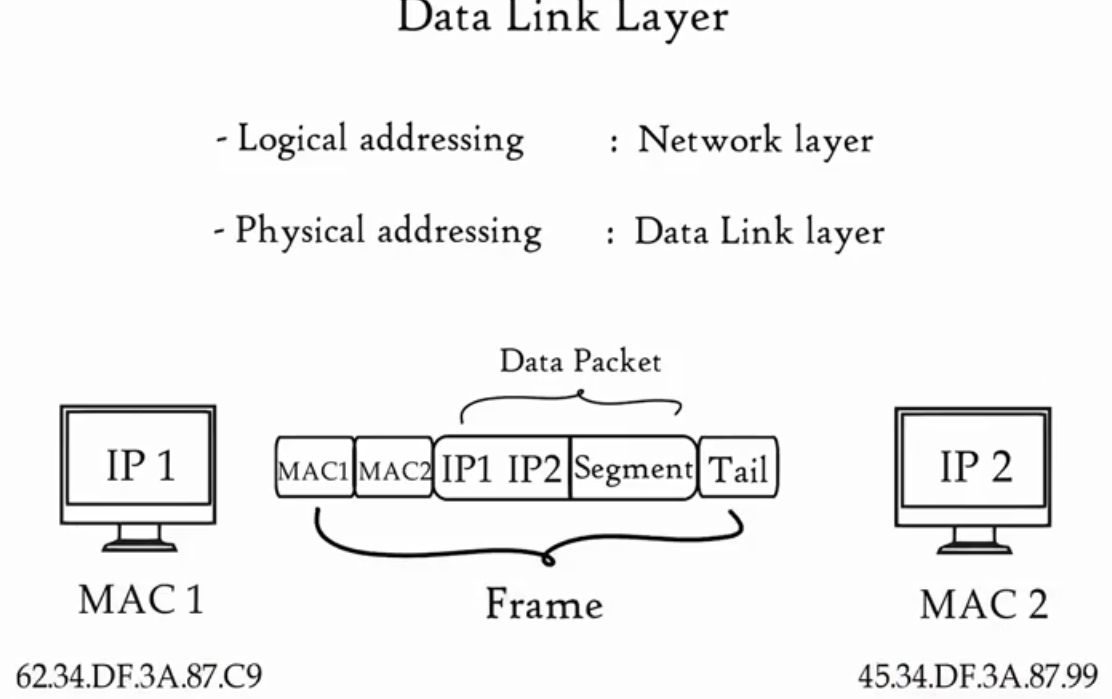 Data Link Layer
- Logical addressing : Network layer
- Physical addressing : Data Link layer
Data Packet
IP 1
MAC1 MAC2 IP1 IP2 Segment Tail
IP 2
MAC 1
Frame
MAC 2
62.34.DF.3A.87.C9
45.34.DF.3A.87.99